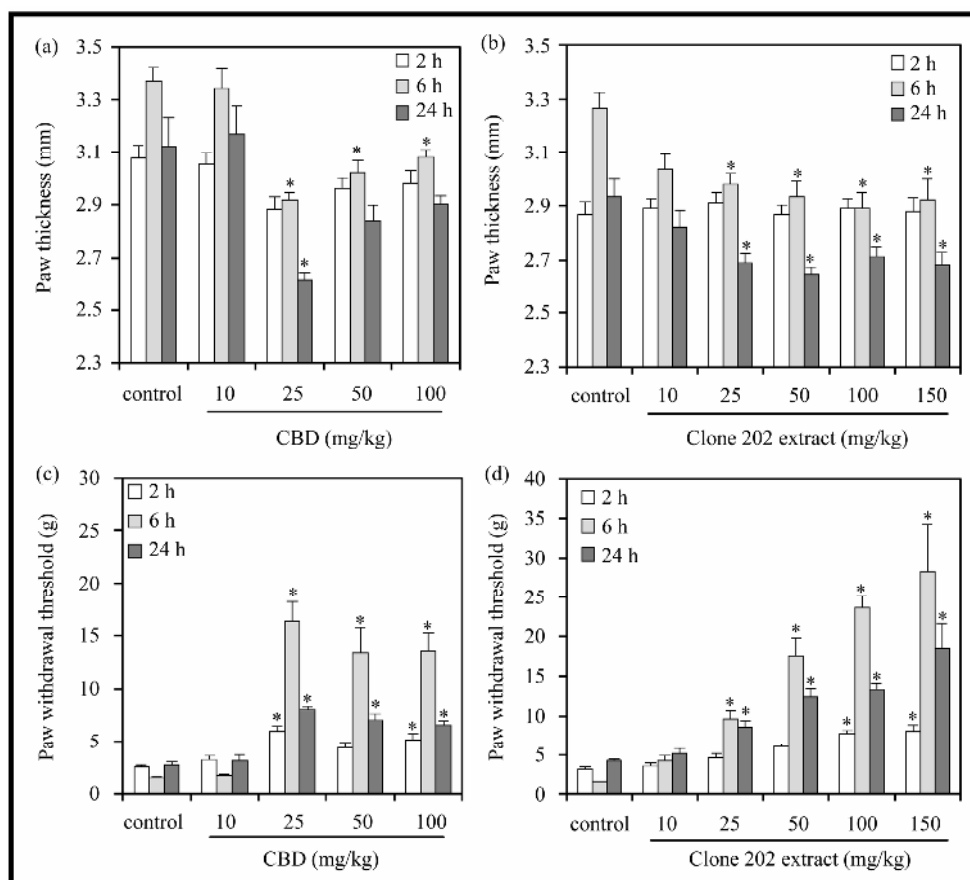 (a)
3.5
3.3
3.1
2.9
2.7
2.5
2.3
Paw thickness (mm)
2 h
6 h
24 h
* * * *
control 10 25 50 100
CBD (mg/kg)
(b)
3.5
3.3
3.1
2.9
2.7
2.5
2.3
Paw thickness (mm)
2 h
6 h
24 h
* * * * * * * *
control 10 25 50 100 150
Clone 202 extract (mg/kg)
(c)
30
25
20
15
10
5
0
Paw withdrawal threshold (g)
2 h
6 h
24 h
* * * * * * * *
control 10 25 50 100
CBD (mg/kg)
(d)
40
35
30
25
20
15
10
5
0
Paw withdrawal threshold (g)
2 h
6 h
24 h
* * * * * * * * * *
control 10 25 50 100 150
Clone 202 extract (mg/kg)